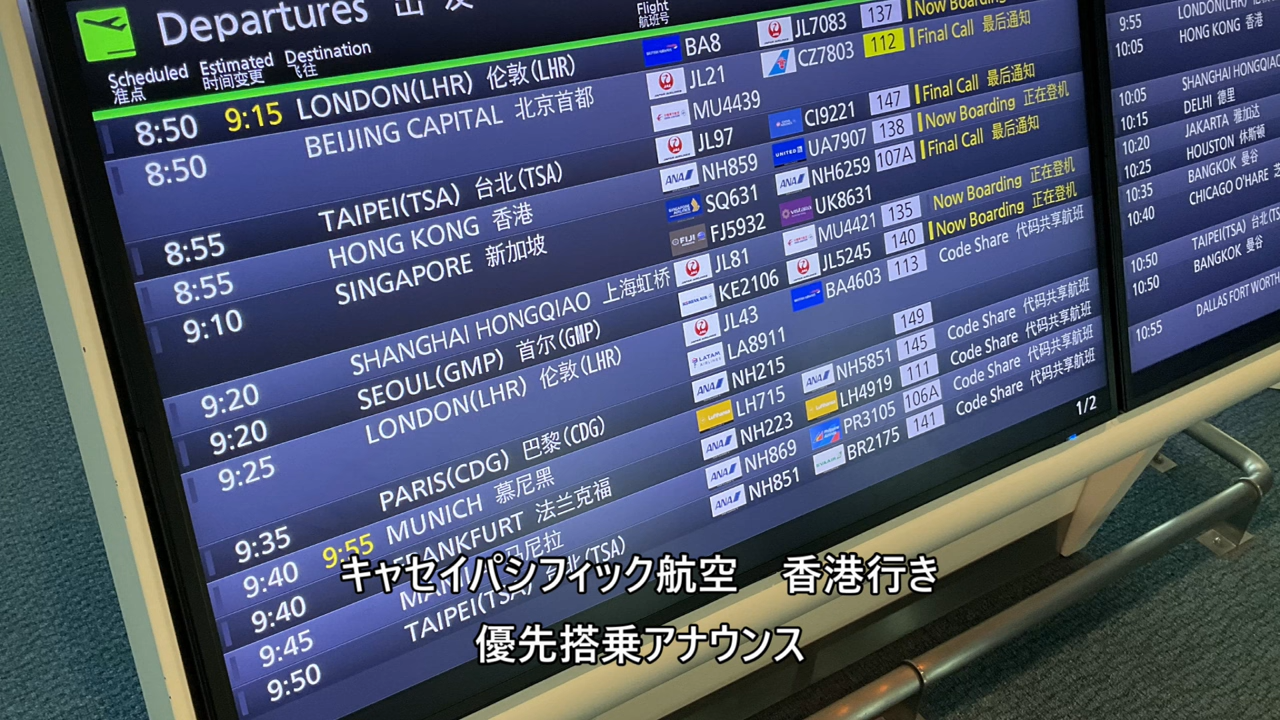 Departures 出发
Scheduled Estimated Destination Flight
准点 时间变更 飞往 航班号
8:50 9:15 LONDON(LHR) 伦敦(LHR) BA8 JL7083 137 Now Boarding
8:50 BEIJING CAPITAL 北京首都 JL21 CZ7803 112 Final Call 最后通知
MU4439
8:55 TAIPEI(TSA) 台北(TSA) JL97 CI9221 147 Final Call 最后通知
8:55 HONG KONG 香港 NH859 UA7907 138 Now Boarding 正在登机
9:10 SINGAPORE 新加坡 SQ631 NH6259 107A Final Call 最后通知
FJ5932 UK8631
9:20 SHANGHAI HONGQIAO 上海虹桥 JL81 MU4421 135 Now Boarding 正在登机
9:20 SEOUL(GMP) 首尔(GMP) KE2106 JL5245 140 Now Boarding 正在登机
9:25 LONDON(LHR) 伦敦(LHR) JL43 BA4603 113 Code Share 代码共享航班
LA8911
9:35 PARIS(CDG) 巴黎(CDG) NH215 149
9:40 9:55 MUNICH 慕尼黑 LH715 NH5851 145 Code Share 代码共享航班
9:40 FRANKFURT 法兰克福 NH223 LH4919 111 Code Share 代码共享航班
9:45 NH869 PR3105 106A Code Share 代码共享航班
9:50 TAIPEI(TSA) NH851 BR2175 141 Code Share 代码共享航班
1/2
9:55 LONDON(LHR)
10:05 HONG KONG 香港
10:05 SHANGHAI HONGQIAO
10:15 DELHI 德里
10:20 JAKARTA 雅加达
10:25 HOUSTON 休斯顿
10:35 BANGKOK 曼谷
10:40 CHICAGO O'HARE
10:50 TAIPEI(TSA)
10:50 BANGKOK 曼谷
10:55 DALLAS FORT WORTH
キャセイパシフィック航空　香港行き
優先搭乗アナウンス